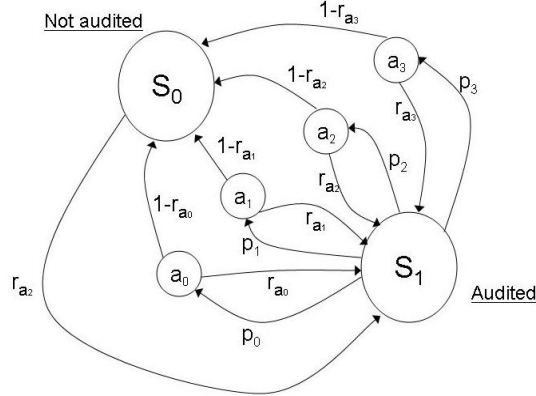 Not audited
1-ra3
S0
a3
1-ra2
p3
ra3
a2
1-ra1
p2
ra2
a1
ra1
1-ra0
p1
S1
a0
ra2
ra0
Audited
p0